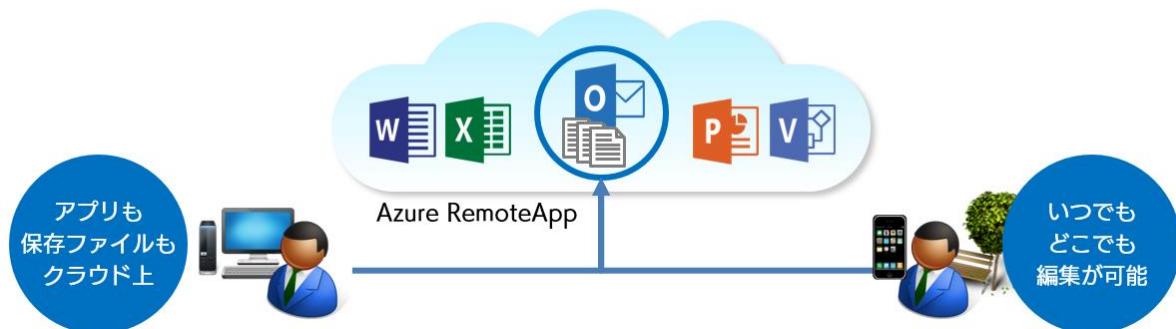 W
X
O
P
V
Azure RemoteApp
アプリも
保存ファイルも
クラウド上
いつでも
どこでも
編集が可能